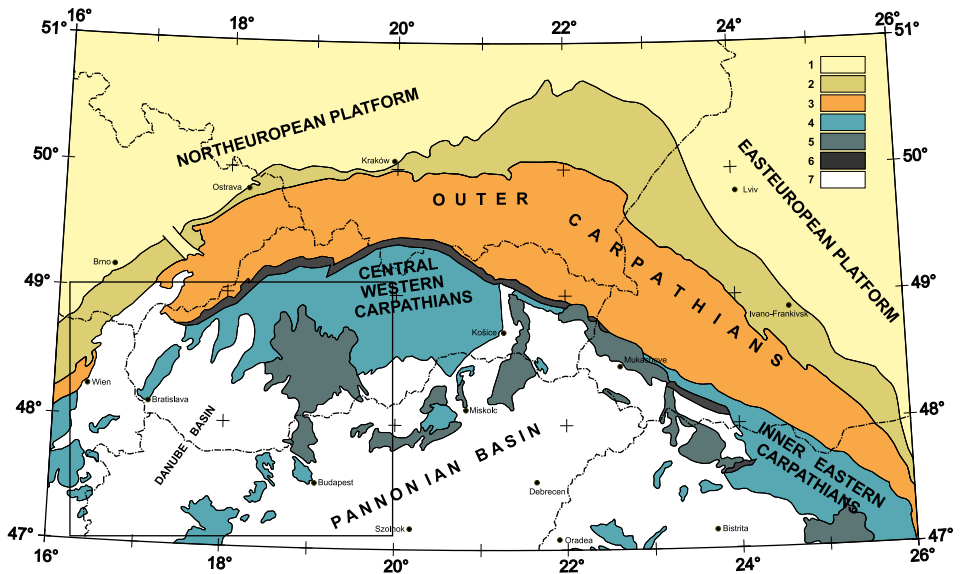 16°
18°
20°
22°
24°
26°
51°
51°
1
2
3
4
5
6
7
NORTHEUROPEAN PLATFORM
EASTEUROPEAN PLATFORM
50°
50°
Kraków
Ostrava
Lviv
OUTER
CARPATHIANS
Brno
49°
49°
CENTRAL
WESTERN
CARPATHIANS
Ivano-Frankivsk
Košice
Mukacheve
Wien
Bratislava
48°
48°
Miskolc
DANUBE BASIN
PANNONIAN BASIN
INNER EASTERN
CARPATHIANS
Budapest
Debrecen
Szolnok
Oradea
Bistrita
47°
47°
16
18
20
22
24
26